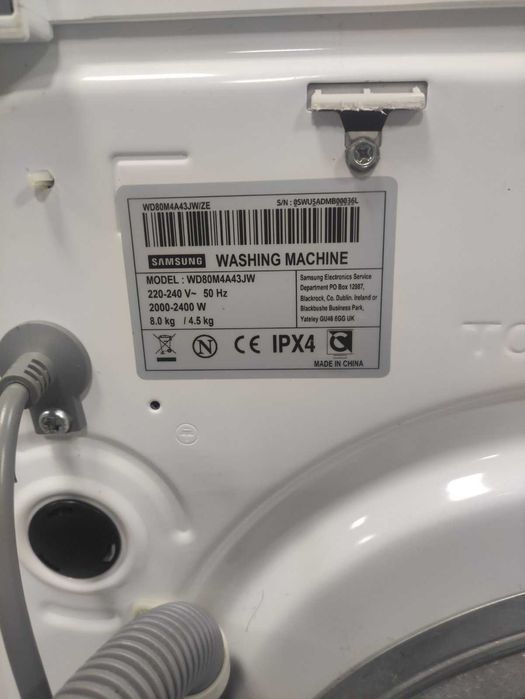 WD80M4A43JW/ZE
S/N : 0SWU5ADMB00036L
SAMSUNG WASHING MACHINE
MODEL : WD80M4A43JW
220-240 V~ 50 Hz
2000-2400 W
8.0 kg / 4.5 kg
Samsung Electronics Service
Department PO Box 12987,
Blackrock, Co. Dublin. Ireland or
Blackbushe Business Park,
Yateley GU46 6GG UK
N CE IPX4
MADE IN CHINA
TO